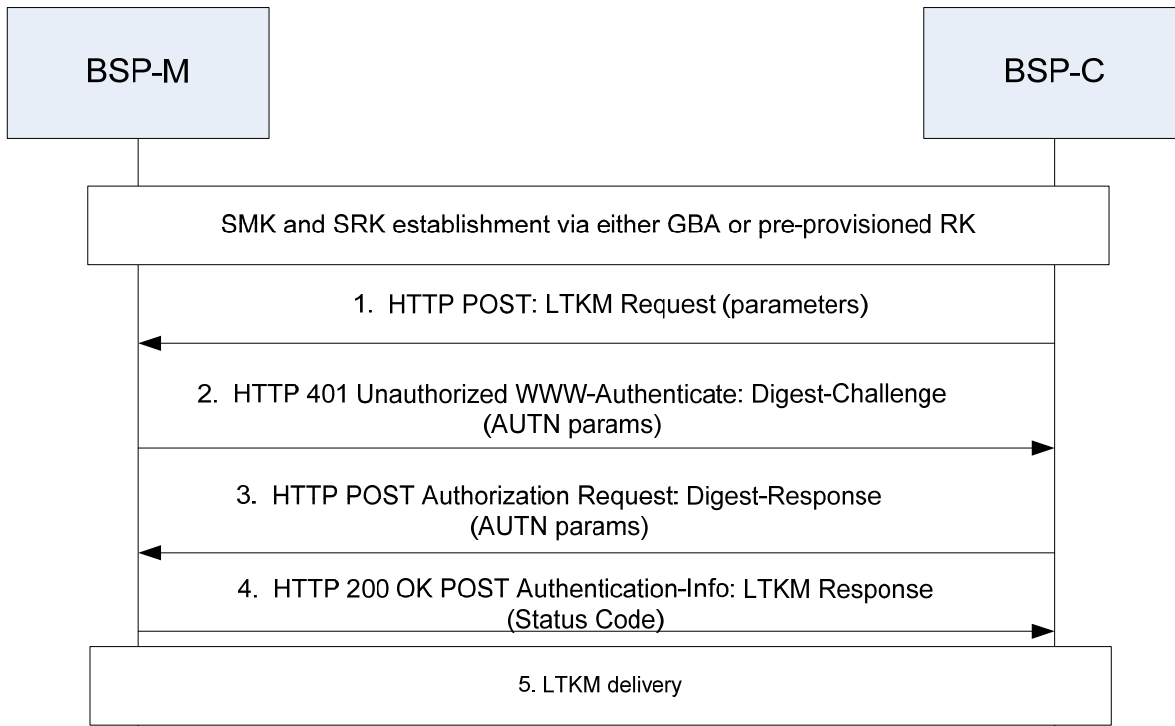 BSP-M
BSP-C
SMK and SRK establishment via either GBA or pre-provisioned RK
1. HTTP POST: LTKM Request (parameters)
2. HTTP 401 Unauthorized WWW-Authenticate: Digest-Challenge
(AUTN params)
3. HTTP POST Authorization Request: Digest-Response
(AUTN params)
4. HTTP 200 OK POST Authentication-Info: LTKM Response
(Status Code)
5. LTKM delivery